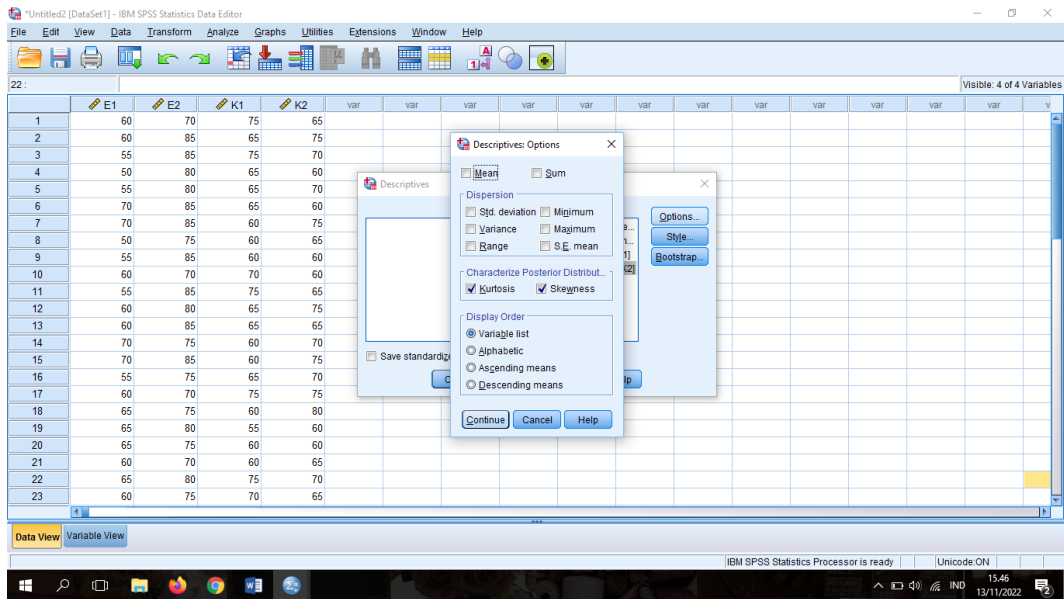 *Untitled2 [DataSet1] - IBM SPSS Statistics Data Editor
File Edit View Data Transform Analyze Graphs Utilities Extensions Window Help
22 :
Visible: 4 of 4 Variables
E1 E2 K1 K2 var var var var var var var var var var var var
1 60 70 75 65
2 60 85 65 75
3 55 85 75 70
4 50 80 65 60
5 55 80 65 70
6 70 85 60 75
7 70 85 60 75
8 50 75 60 65
9 55 85 60 60
10 60 70 70 60
11 55 85 75 65
12 60 80 65 65
13 60 85 65 65
14 70 75 60 70
15 70 85 60 75
16 55 75 65 70
17 60 70 75 75
18 65 75 60 80
19 65 80 55 60
20 65 75 60 60
21 60 70 60 65
22 65 80 75 70
23 60 75 70 65
Descriptives
Options...
Style...
Bootstrap...
Save standardize
Descriptives: Options
Mean Sum
Dispersion
Std. deviation Minimum
Variance Maximum
Range S.E. mean
Characterize Posterior Distribut...
Kurtosis Skewness
Display Order
Variable list
Alphabetic
Ascending means
Descending means
Continue Cancel Help
Data View Variable View
IBM SPSS Statistics Processor is ready Unicode:ON
IND
15.46
13/11/2022